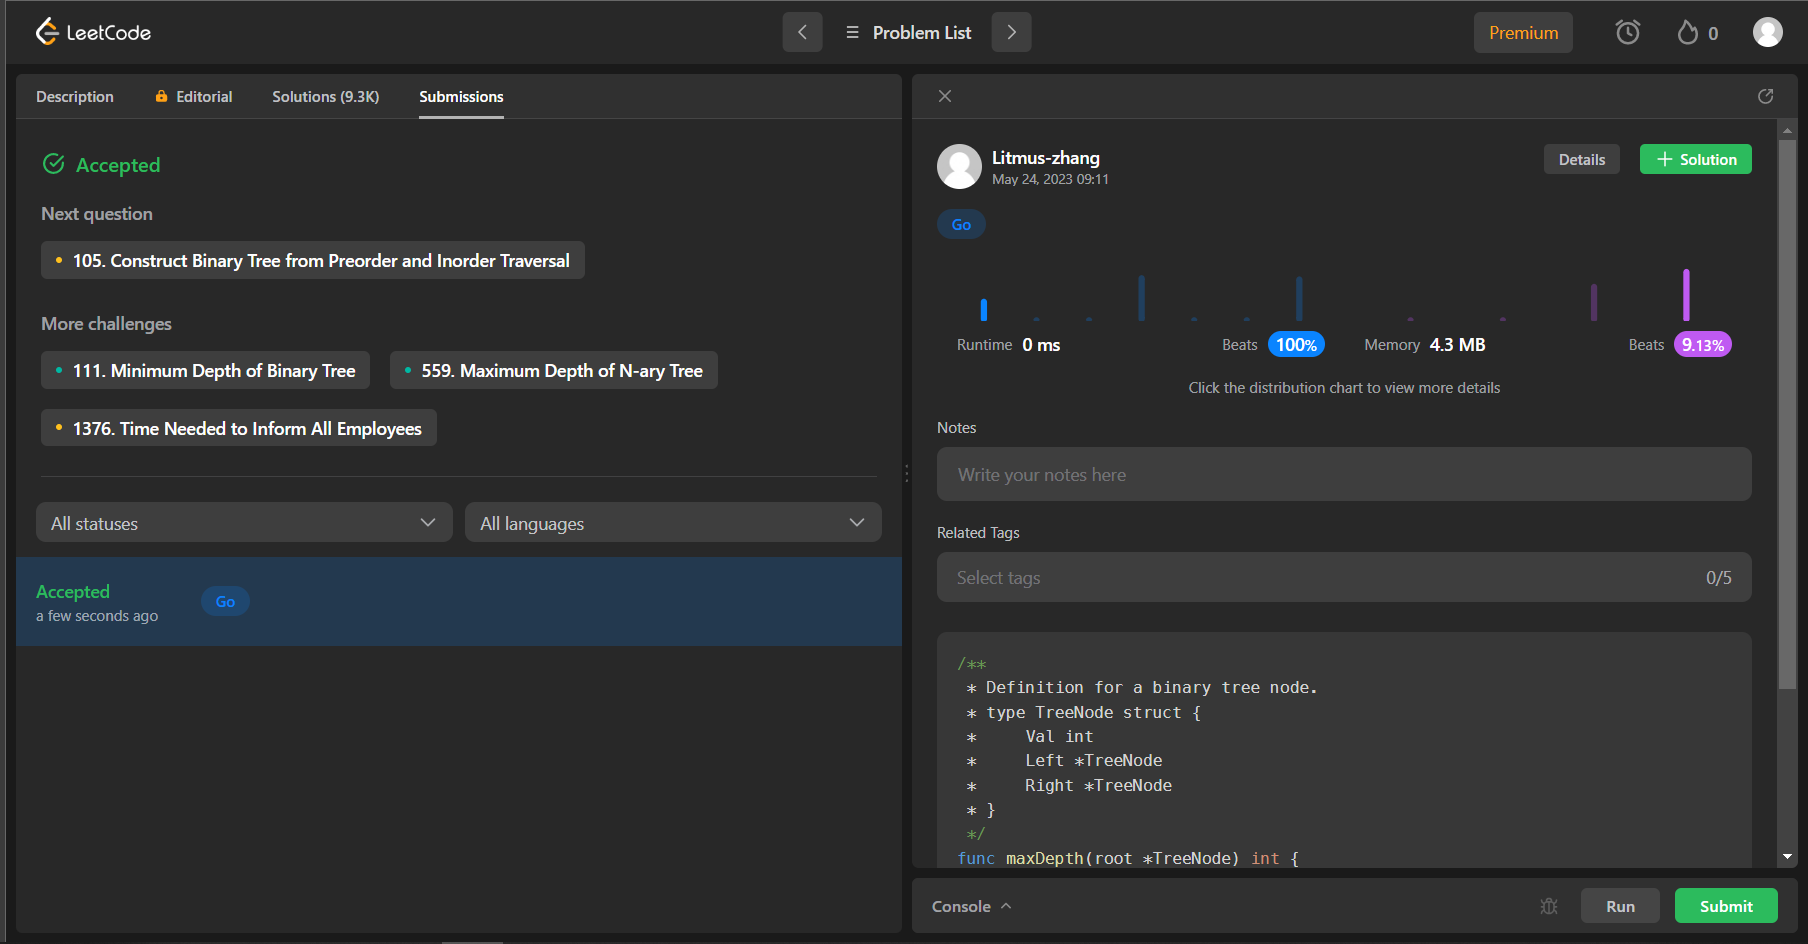 LeetCode
Problem List
Premium
0
Description
Editorial
Solutions (9.3K)
Submissions
Accepted
Next question
105. Construct Binary Tree from Preorder and Inorder Traversal
More challenges
111. Minimum Depth of Binary Tree
559. Maximum Depth of N-ary Tree
1376. Time Needed to Inform All Employees
All statuses
All languages
Accepted
a few seconds ago
Go
Litmus-zhang
May 24, 2023 09:11
Details
+ Solution
Go
Runtime 0 ms
Beats 100%
Memory 4.3 MB
Beats 9.13%
Click the distribution chart to view more details
Notes
Write your notes here
Related Tags
Select tags
0/5
/**
 * Definition for a binary tree node.
 * type TreeNode struct {
 *     Val int
 *     Left *TreeNode
 *     Right *TreeNode
 * }
 */
func maxDepth(root *TreeNode) int {
Console
Run
Submit